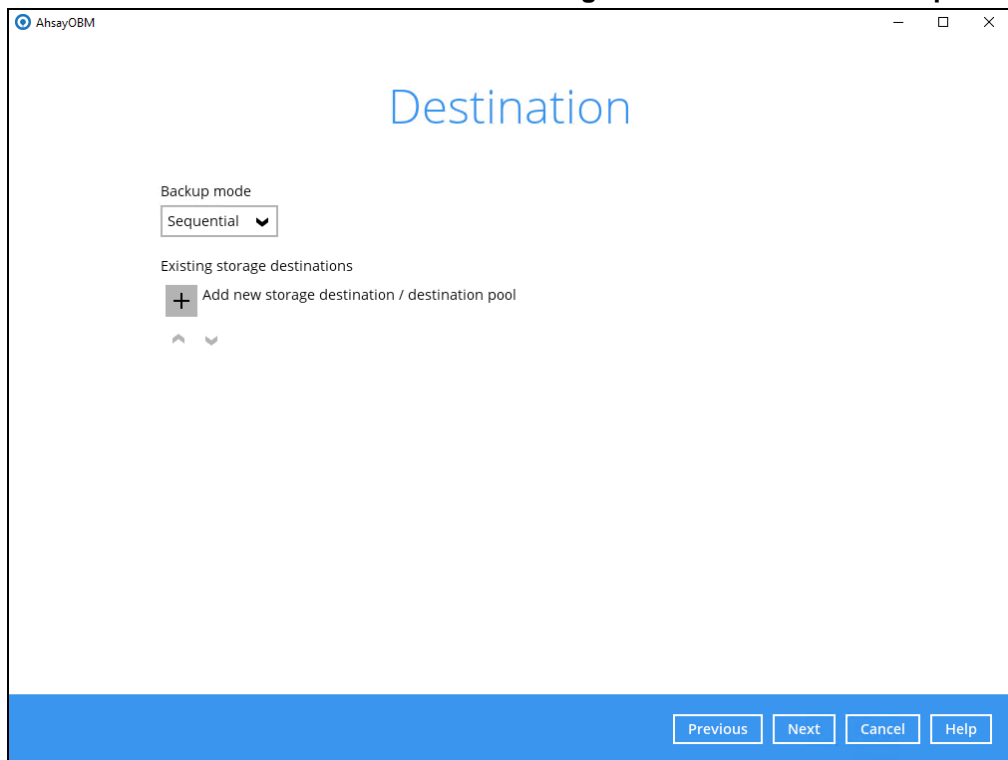 AhsayOBM
Destination
Backup mode
Sequential
Existing storage destinations
Add new storage destination / destination pool
Previous Next Cancel Help